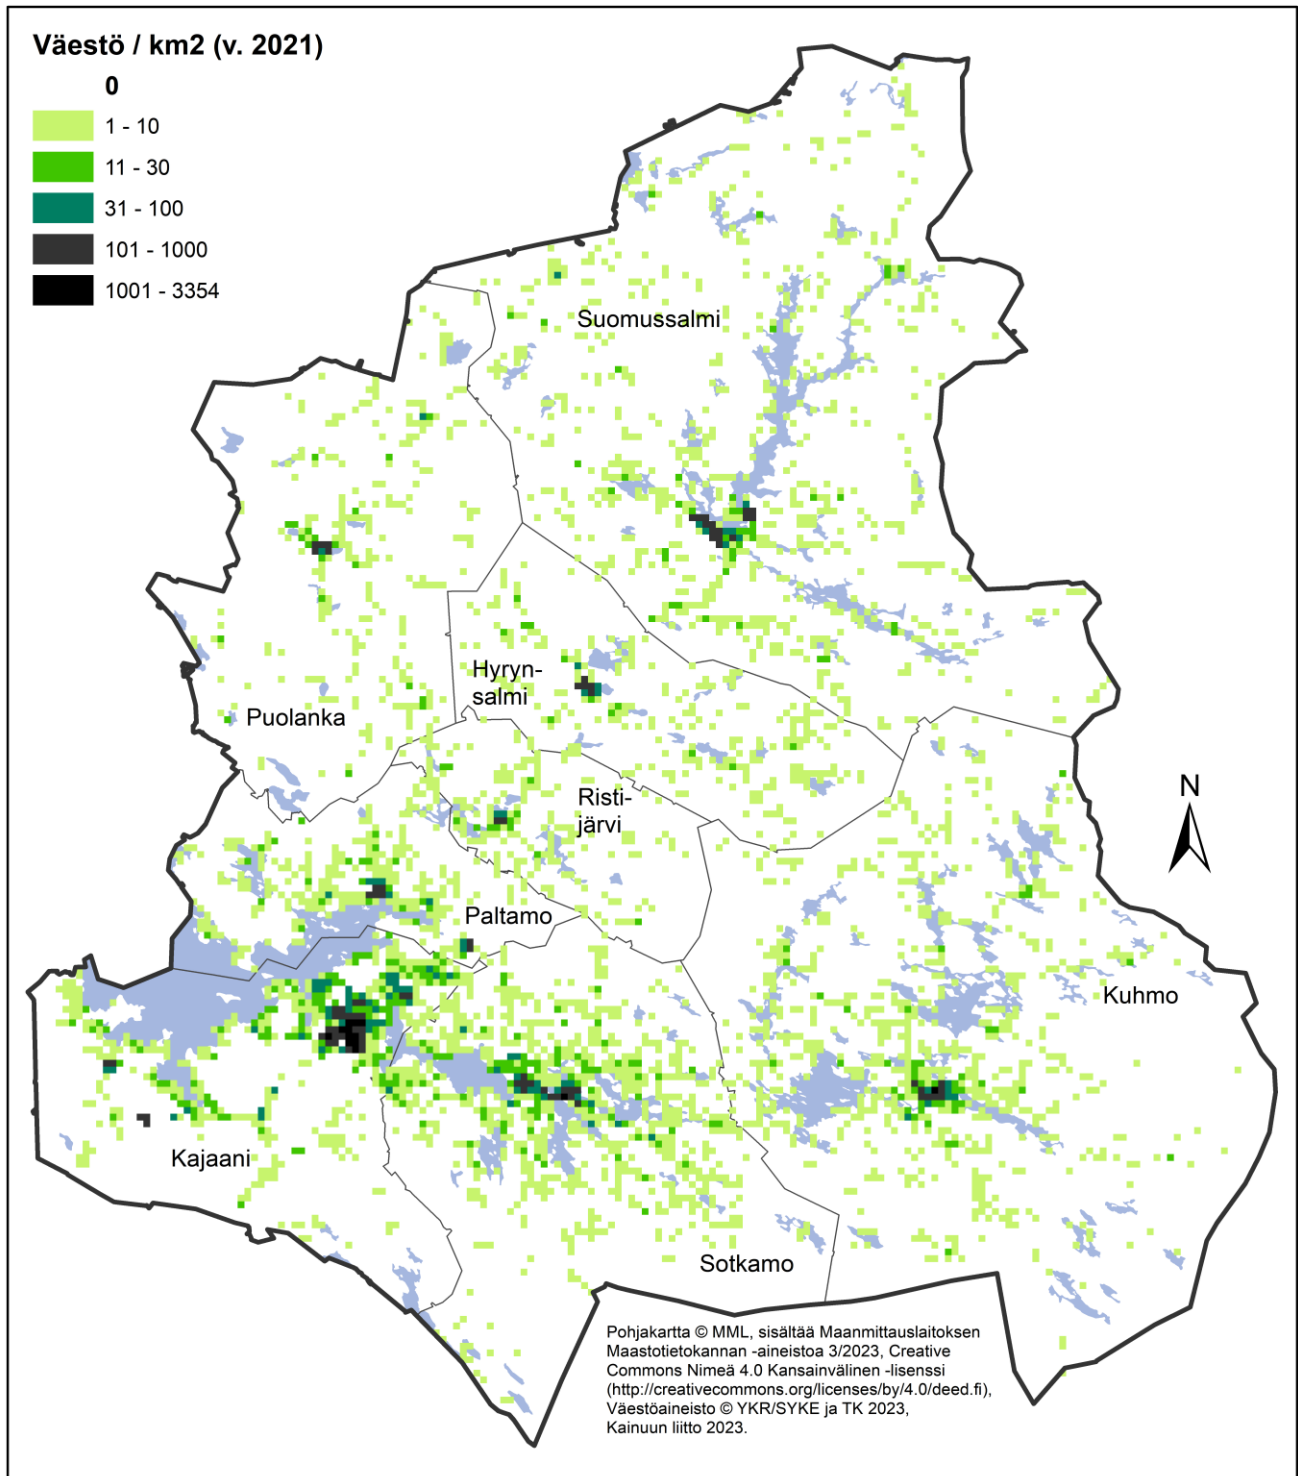 Väestö / km2 (v. 2021)
0
1 - 10
11 - 30
31 - 100
101 - 1000
1001 - 3354
Suomussalmi
Hyryn-
salmi
Puolanka
Risti-
järvi
N
Paltamo
Kuhmo
Kajaani
Sotkamo
Pohjakartta © MML, sisältää Maanmittauslaitoksen
Maastotietokannan -aineistoa 3/2023, Creative
Commons Nimeä 4.0 Kansainvälinen -lisenssi
(http://creativecommons.org/licenses/by/4.0/deed.fi),
Väestöaineisto © YKR/SYKE ja TK 2023,
Kainuun liitto 2023.